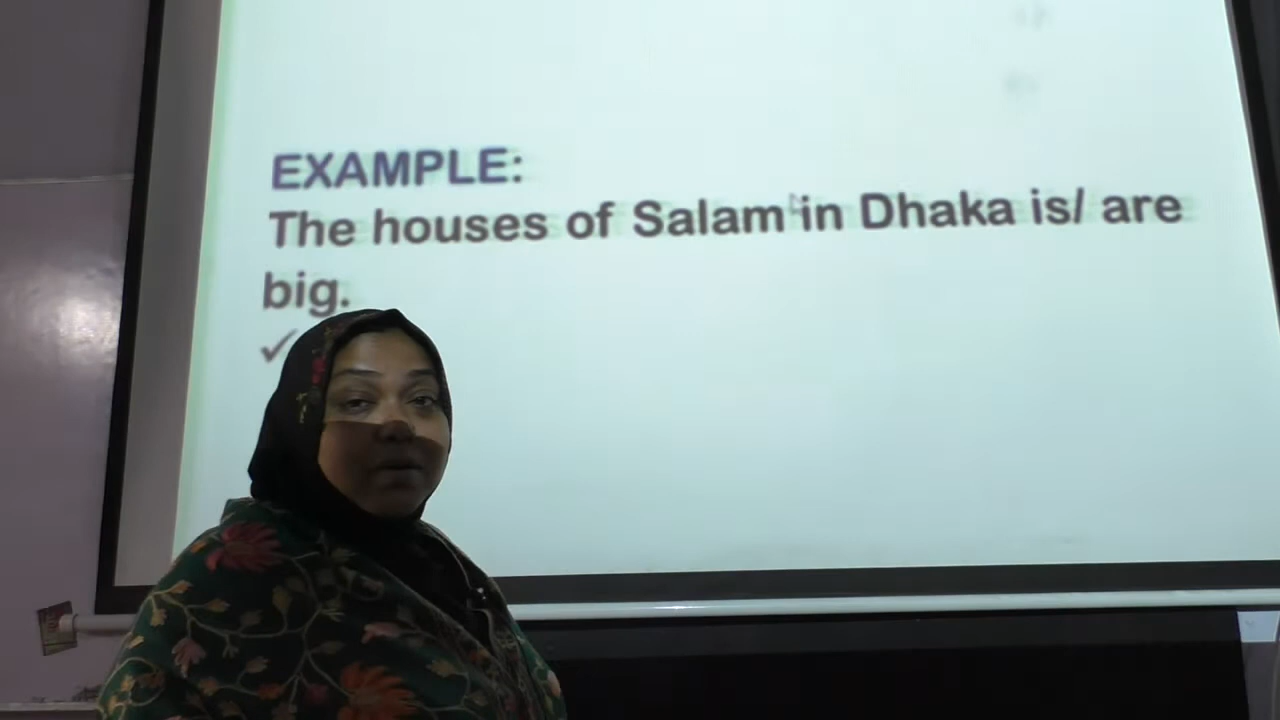 EXAMPLE:
The houses of Salam in Dhaka is/ are
big.
✓